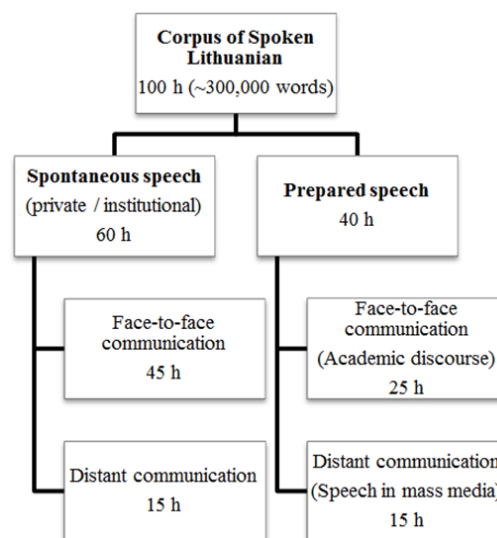 Corpus of Spoken
Lithuanian
100 h (~300,000 words)
Spontaneous speech
(private / institutional)
60 h
Prepared speech
40 h
Face-to-face
communication
45 h
Face-to-face
communication
(Academic discourse)
25 h
Distant communication
15 h
Distant communication
(Speech in mass media)
15 h